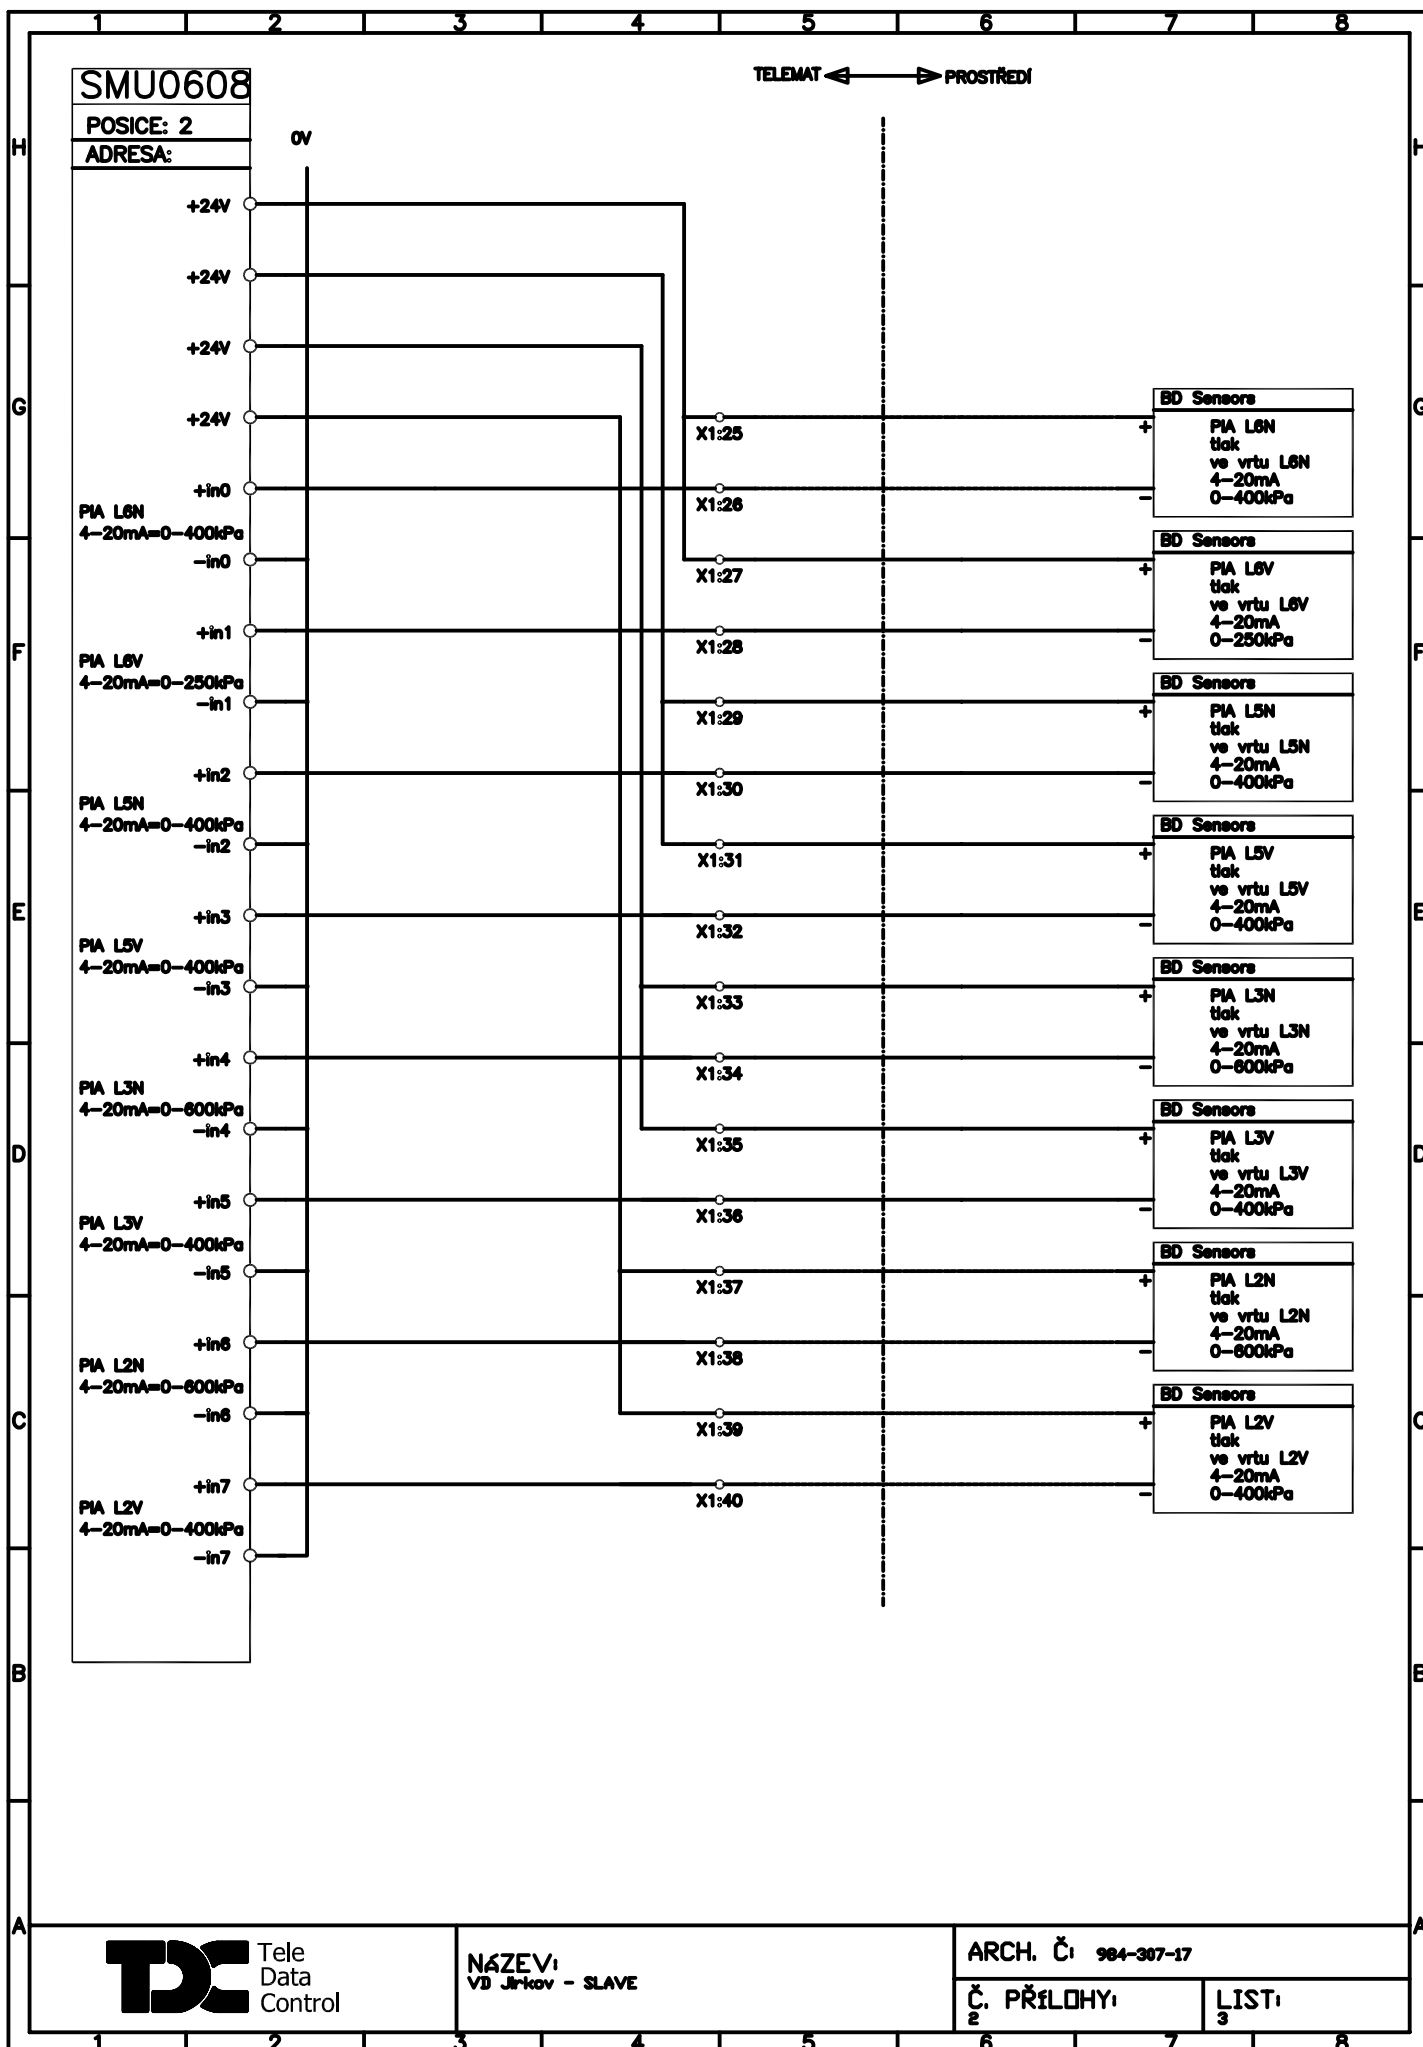 1 2 3 4 5 6 7 8
SMU0608
POSICE: 2
ADRESA:
0V
TELEMAT PROSTŘEDÍ
H H
+24V
+24V
+24V
+24V
G G
X1:25
+in0
X1:26
PIA L6N
4-20mA=0-400kPa
-in0
X1:27
+in1
X1:28
F F
PIA L6V
4-20mA=0-250kPa
-in1
X1:29
+in2
X1:30
PIA L5N
4-20mA=0-400kPa
-in2
X1:31
+in3
X1:32
E E
PIA L5V
4-20mA=0-400kPa
-in3
X1:33
+in4
X1:34
PIA L3N
4-20mA=0-600kPa
-in4
X1:35
D D
+in5
X1:36
PIA L3V
4-20mA=0-400kPa
-in5
X1:37
+in6
X1:38
PIA L2N
4-20mA=0-600kPa
-in6
X1:39
C C
+in7
X1:40
PIA L2V
4-20mA=0-400kPa
-in7
BD Sensors
+ PIA L6N
tlak
ve vrtu L6N
4-20mA
- 0-400kPa
BD Sensors
+ PIA L6V
tlak
ve vrtu L6V
4-20mA
- 0-250kPa
BD Sensors
+ PIA L5N
tlak
ve vrtu L5N
4-20mA
- 0-400kPa
BD Sensors
+ PIA L5V
tlak
ve vrtu L5V
4-20mA
- 0-400kPa
BD Sensors
+ PIA L3N
tlak
ve vrtu L3N
4-20mA
- 0-600kPa
BD Sensors
+ PIA L3V
tlak
ve vrtu L3V
4-20mA
- 0-400kPa
BD Sensors
+ PIA L2N
tlak
ve vrtu L2N
4-20mA
- 0-600kPa
BD Sensors
+ PIA L2V
tlak
ve vrtu L2V
4-20mA
- 0-400kPa
B B
A A
TDC
Tele
Data
Control
NÁZEV:
VD Jirkov - SLAVE
ARCH. Č: 984-307-17
Č. PŘÍLOHY:
2
LIST:
3
1 2 3 4 5 6 7 8